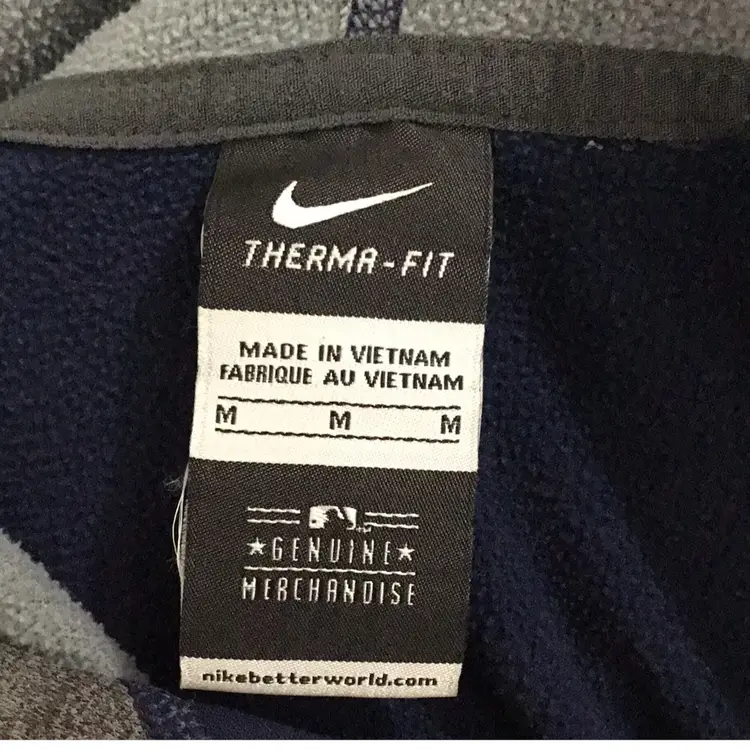 THERMA-FIT
MADE IN VIETNAM
FABRIQUE AU VIETNAM
M M M
★GENUINE★
MERCHANDISE
nikebetterworld.com